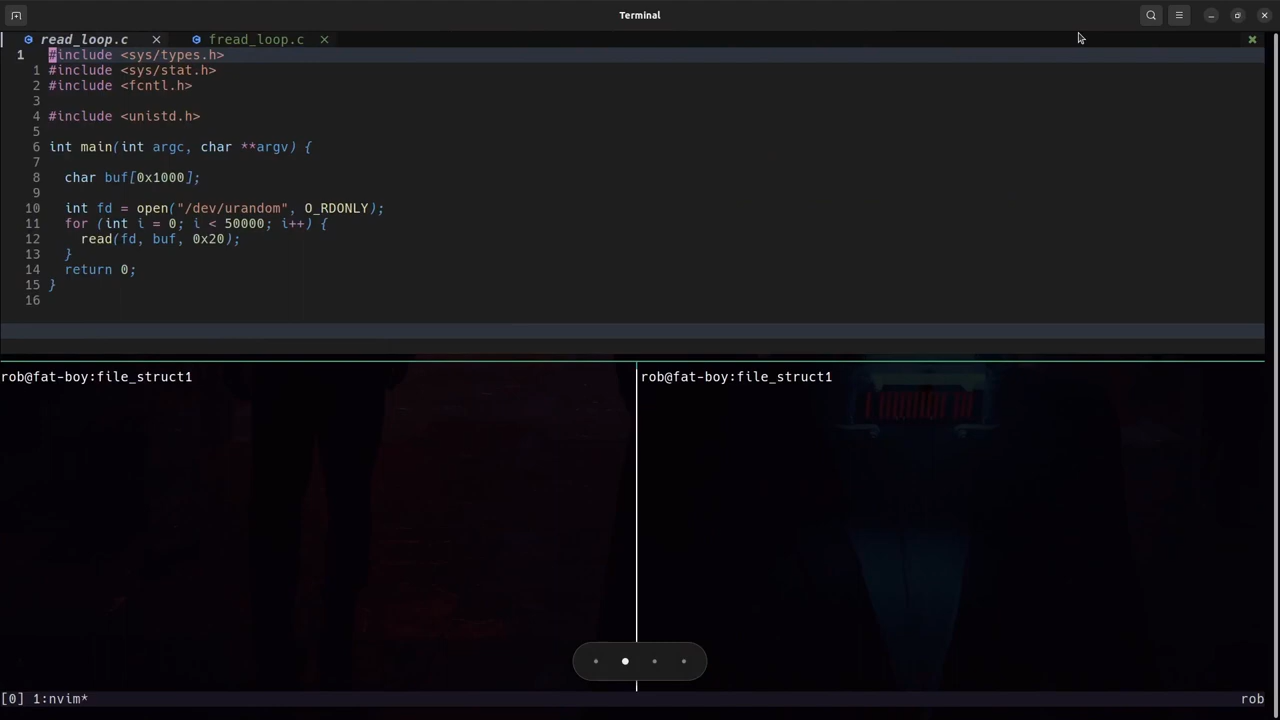 Terminal
read_loop.c fread_loop.c
1 #include <sys/types.h>
1 #include <sys/stat.h>
2 #include <fcntl.h>
3
4 #include <unistd.h>
5
6 int main(int argc, char **argv) {
7
8 char buf[0x1000];
9
10 int fd = open("/dev/urandom", O_RDONLY);
11 for (int i = 0; i < 50000; i++) {
12 read(fd, buf, 0x20);
13 }
14 return 0;
15 }
16
rob@fat-boy:file_struct1
rob@fat-boy:file_struct1
[0] 1:nvim* rob